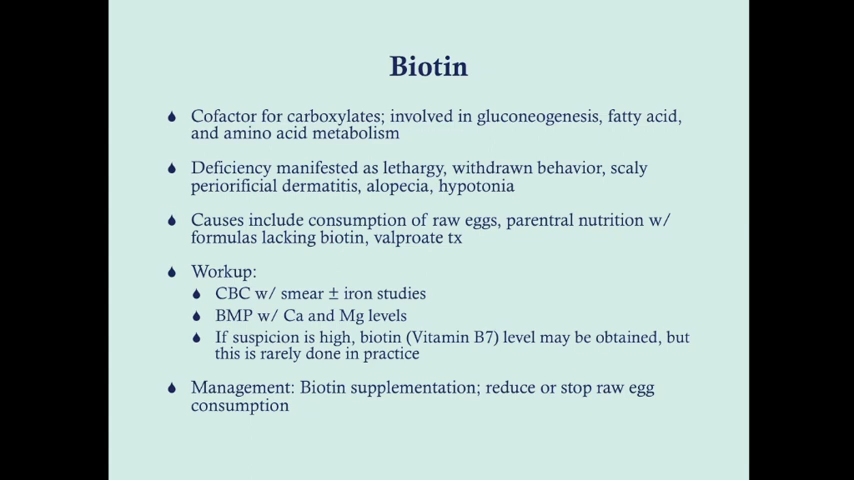 Biotin
Cofactor for carboxylates; involved in gluconeogenesis, fatty acid,
and amino acid metabolism
Deficiency manifested as lethargy, withdrawn behavior, scaly
periorificial dermatitis, alopecia, hypotonia
Causes include consumption of raw eggs, parentral nutrition w/
formulas lacking biotin, valproate tx
Workup:
CBC w/ smear ± iron studies
BMP w/ Ca and Mg levels
If suspicion is high, biotin (Vitamin B7) level may be obtained, but
this is rarely done in practice
Management: Biotin supplementation; reduce or stop raw egg
consumption